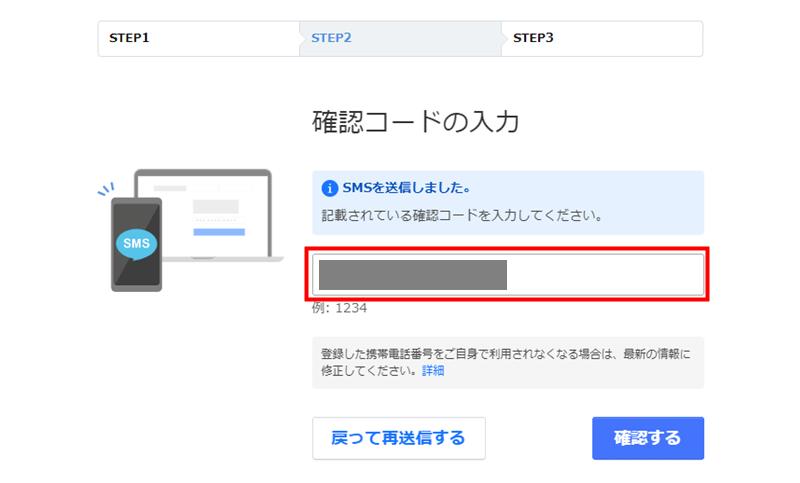 STEP1
STEP2
STEP3
確認コードの入力
SMSを送信しました。
記載されている確認コードを入力してください。
SMS
例: 1234
登録した携帯電話番号をご自身で利用されなくなる場合は、最新の情報に
修正してください。詳細
戻って再送信する
確認する